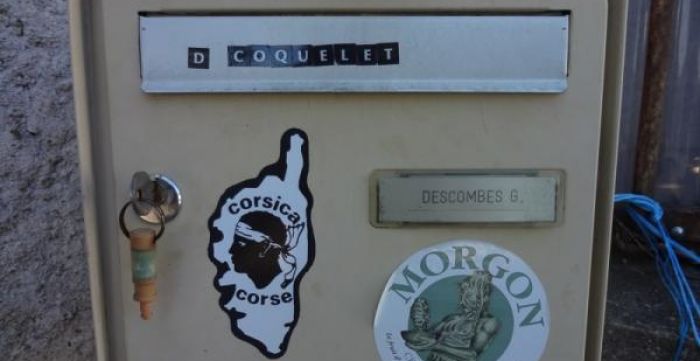 D COQUELET
corsica
corse
DESCOMBES G.
MORGON